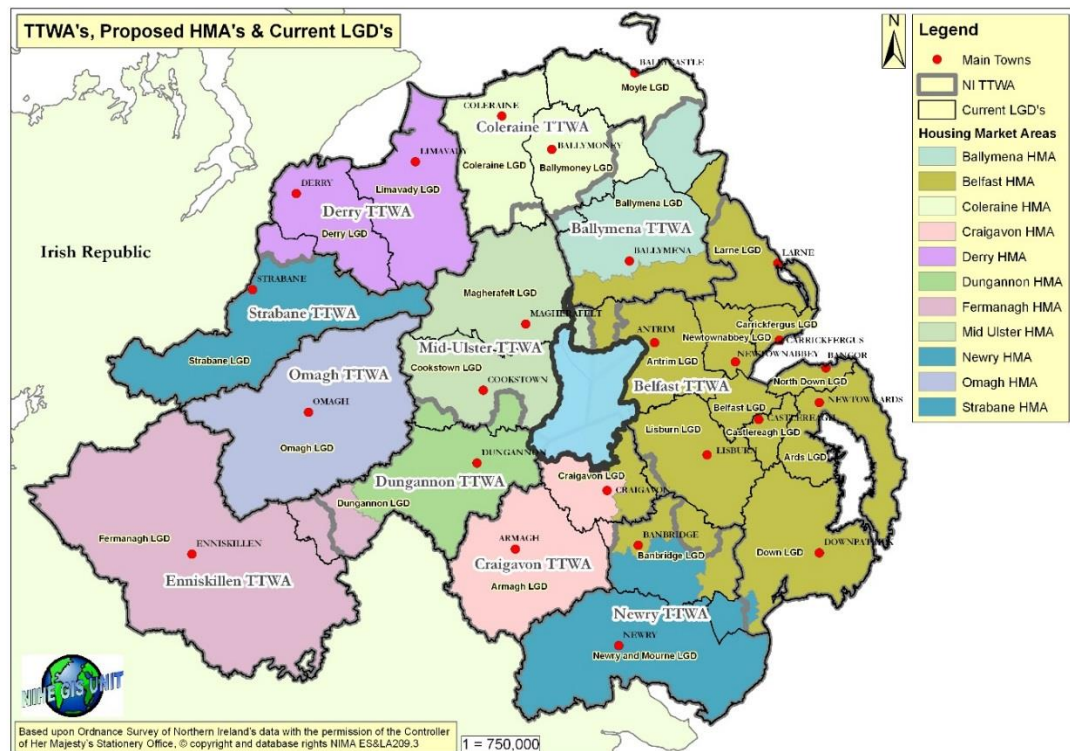 TTWA's, Proposed HMA's & Current LGD's
N
Legend
Main Towns
NI TTWA
Current LGD's
Housing Market Areas
Ballymena HMA
Belfast HMA
Coleraine HMA
Craigavon HMA
Derry HMA
Dungannon HMA
Fermanagh HMA
Mid Ulster HMA
Newry HMA
Omagh HMA
Strabane HMA
BALLYCASTLE
Moyle LGD
COLERAINE
Coleraine TTWA
BALLYMONEY
Coleraine LGD
Ballymoney LGD
LIMAVADY
Limavady LGD
DERRY
Derry TTWA
Derry LGD
Ballymena LGD
Ballymena TTWA
BALLYMENA
Larne LGD
LARNE
Irish Republic
STRABANE
Strabane TTWA
Strabane LGD
Magherafelt LGD
MAGHERAFELT
Mid-Ulster TTWA
Cookstown LGD
COOKSTOWN
ANTRIM
Antrim LGD
Carrickfergus LGD
Newtownabbey LGD
CARRICKFERGUS
NEWTOWNABBEY
BANGOR
North Down LGD
Belfast TTWA
NEWTOWNARDS
Belfast LGD
CASTLEREAGH
Castlereagh LGD
Lisburn LGD
LISBURN
Ards LGD
Omagh TTWA
OMAGH
Omagh LGD
DUNGANNON
Dungannon TTWA
Dungannon LGD
Craigavon LGD
CRAIGAVON
Fermanagh LGD
ENNISKILLEN
Enniskillen TTWA
ARMAGH
Craigavon TTWA
Armagh LGD
BANBRIDGE
Banbridge LGD
Down LGD
DOWNPATRICK
Newry TTWA
NEWRY
Newry and Mourne LGD
NIHE GIS UNIT
Based upon Ordnance Survey of Northern Ireland's data with the permission of the Controller
of Her Majesty's Stationery Office, © copyright and database rights NIMA ES&LA209.3
1 = 750,000